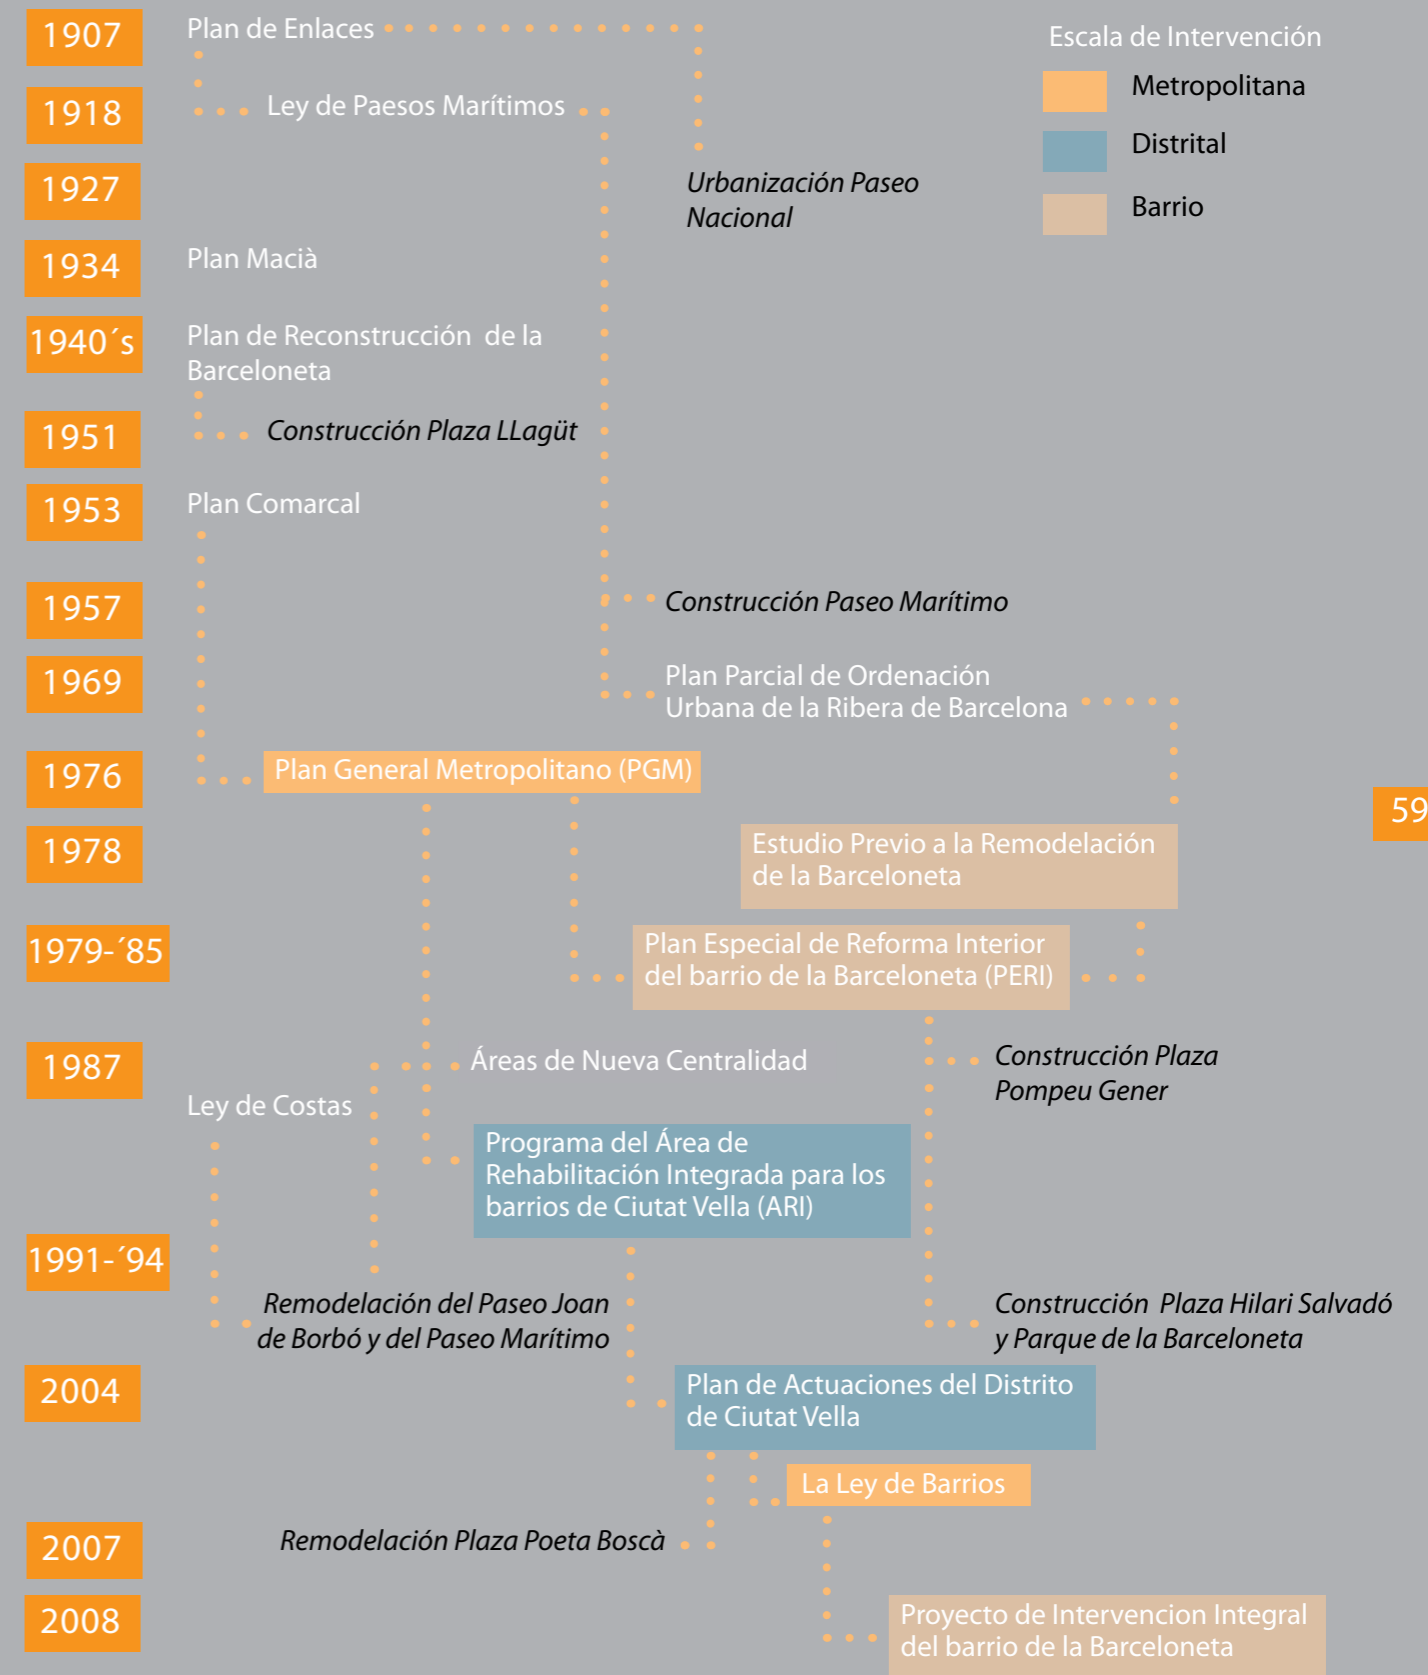 1907
Plan de Enlaces
Escala de Intervención
Metropolitana
Distrital
Barrio
1918
Ley de Paesos Marítimos
1927
Urbanización Paseo
Nacional
1934
Plan Macià
1940´s
Plan de Reconstrucción de la
Barceloneta
1951
Construcción Plaza LLagüt
1953
Plan Comarcal
1957
Construcción Paseo Marítimo
1969
Plan Parcial de Ordenación
Urbana de la Ribera de Barcelona
1976
Plan General Metropolitano (PGM)
59
1978
Estudio Previo a la Remodelación
de la Barceloneta
1979-´85
Plan Especial de Reforma Interior
del barrio de la Barceloneta (PERI)
1987
Áreas de Nueva Centralidad
Construcción Plaza
Pompeu Gener
Ley de Costas
Programa del Área de
Rehabilitación Integrada para los
barrios de Ciutat Vella (ARI)
1991-´94
Remodelación del Paseo Joan
de Borbó y del Paseo Marítimo
Construcción Plaza Hilari Salvadó
y Parque de la Barceloneta
2004
Plan de Actuaciones del Distrito
de Ciutat Vella
La Ley de Barrios
2007
Remodelación Plaza Poeta Boscà
2008
Proyecto de Intervencion Integral
del barrio de la Barceloneta